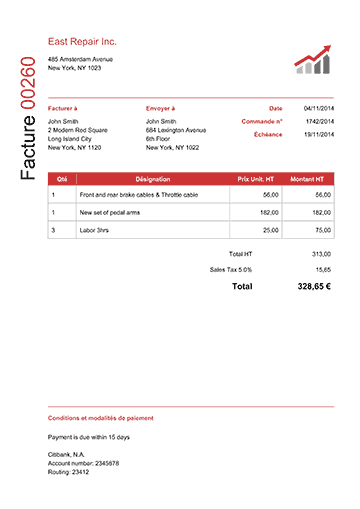 East Repair Inc.
485 Amsterdam Avenue
New York, NY 1023
Facture 00260
Facturer à
John Smith
2 Modern Red Square
Long Island City
New York, NY 1120
Envoyer à
John Smith
684 Lexington Avenue
6th Floor
New York, NY 1022
Date 04/11/2014
Commande n° 1742/2014
Échéance 19/11/2014
Qté Désignation Prix Unit. HT Montant HT
1 Front and rear brake cables & Throttle cable 56,00 56,00
1 New set of pedal arms 182,00 182,00
3 Labor 3hrs 25,00 75,00
Total HT 313,00
Sales Tax 5.0% 15,65
Total 328,65 €
Conditions et modalités de paiement
Payment is due within 15 days
Citibank, N.A.
Account number: 2345678
Routing: 23412